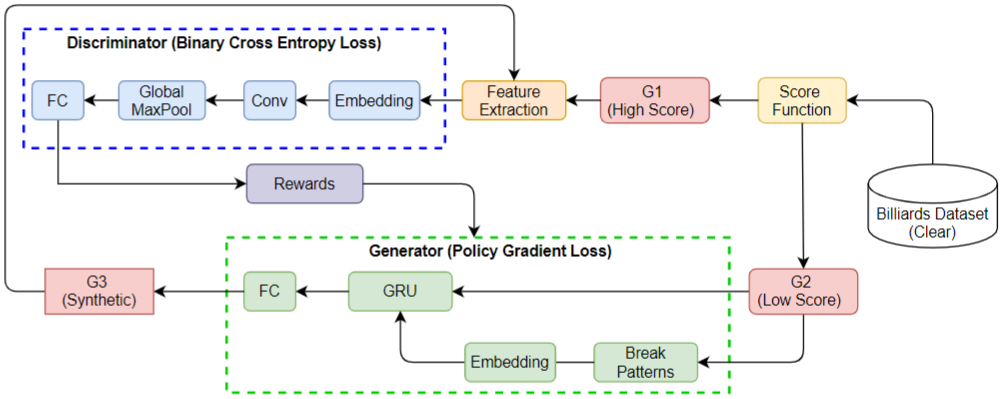 Discriminator (Binary Cross Entropy Loss)
FC
Global
MaxPool
Conv
Embedding
Feature
Extraction
G1
(High Score)
Score
Function
Rewards
Billiards Dataset
(Clear)
Generator (Policy Gradient Loss)
G3
(Synthetic)
FC
GRU
G2
(Low Score)
Embedding
Break
Patterns